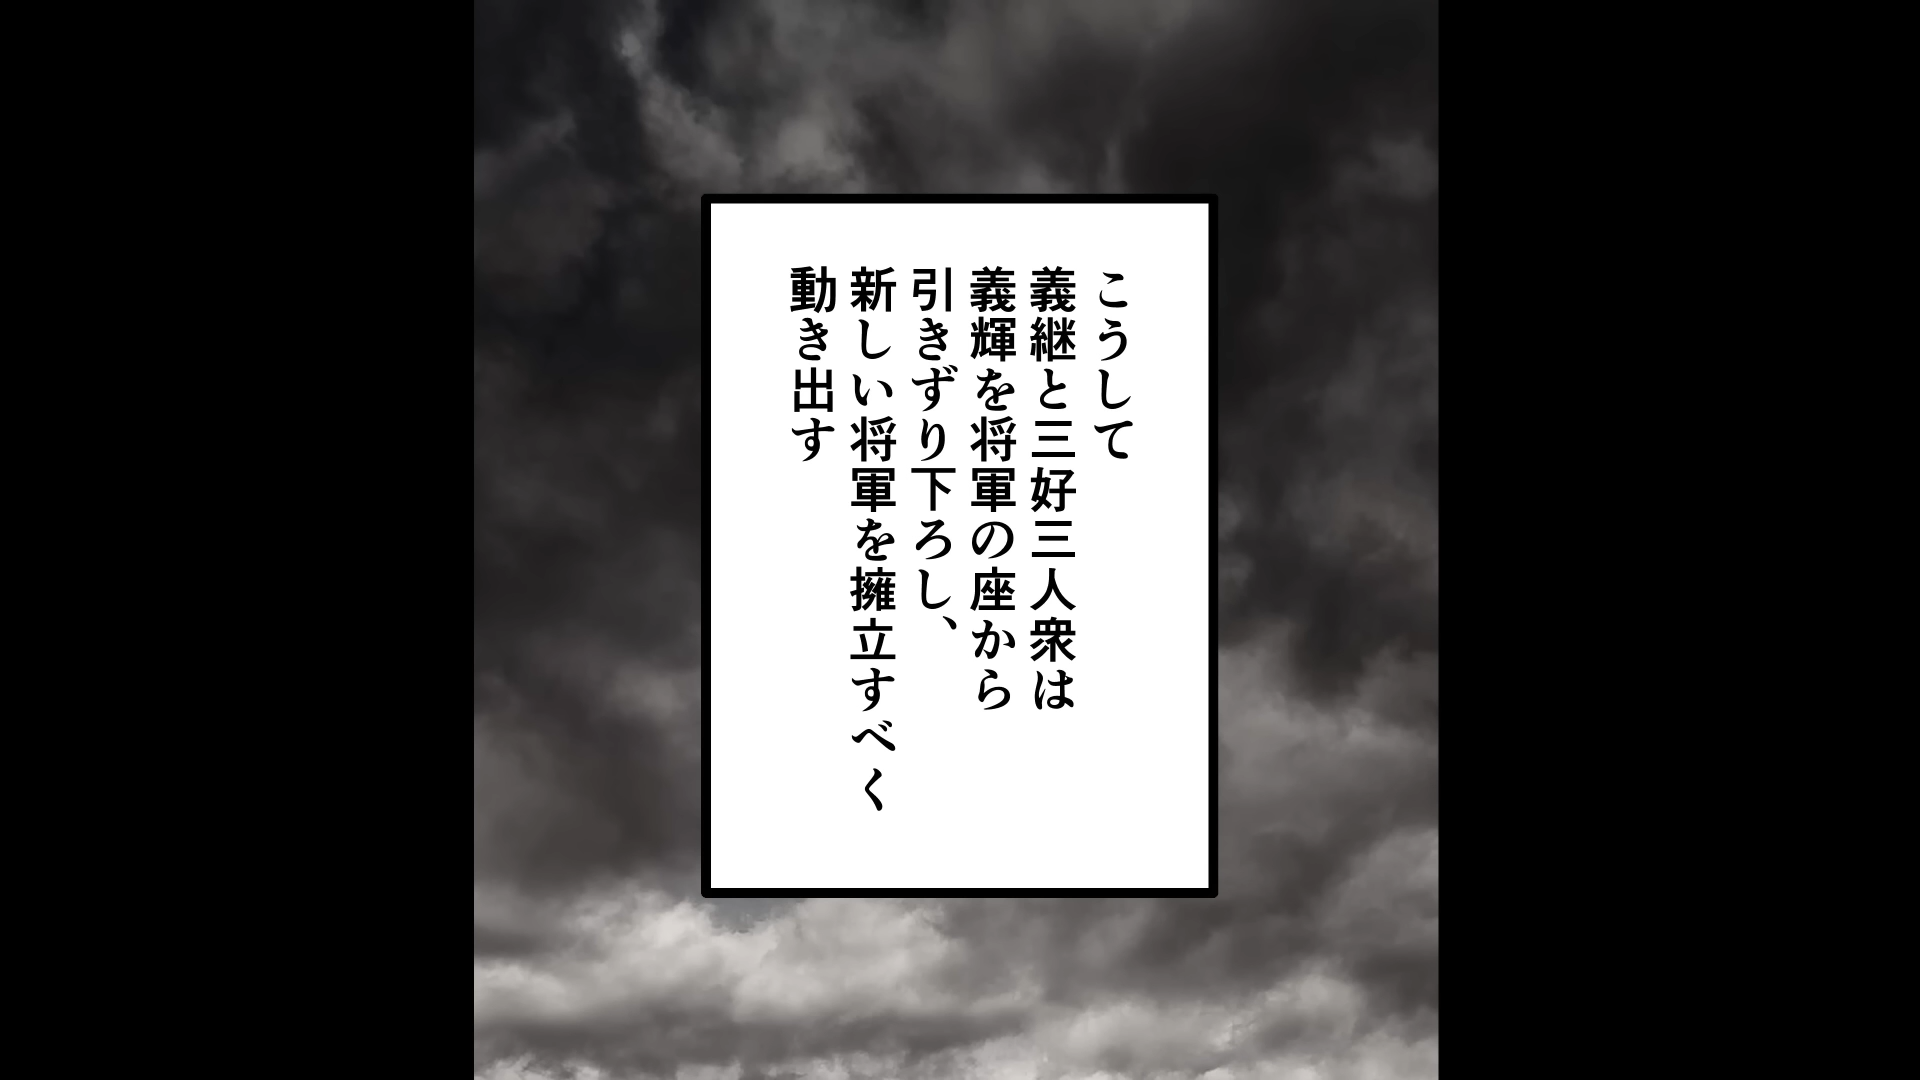 こうして
義継と三好三人衆は
義輝を将軍の座から
引きずり下ろし、
新しい将軍を擁立すべく
動き出す